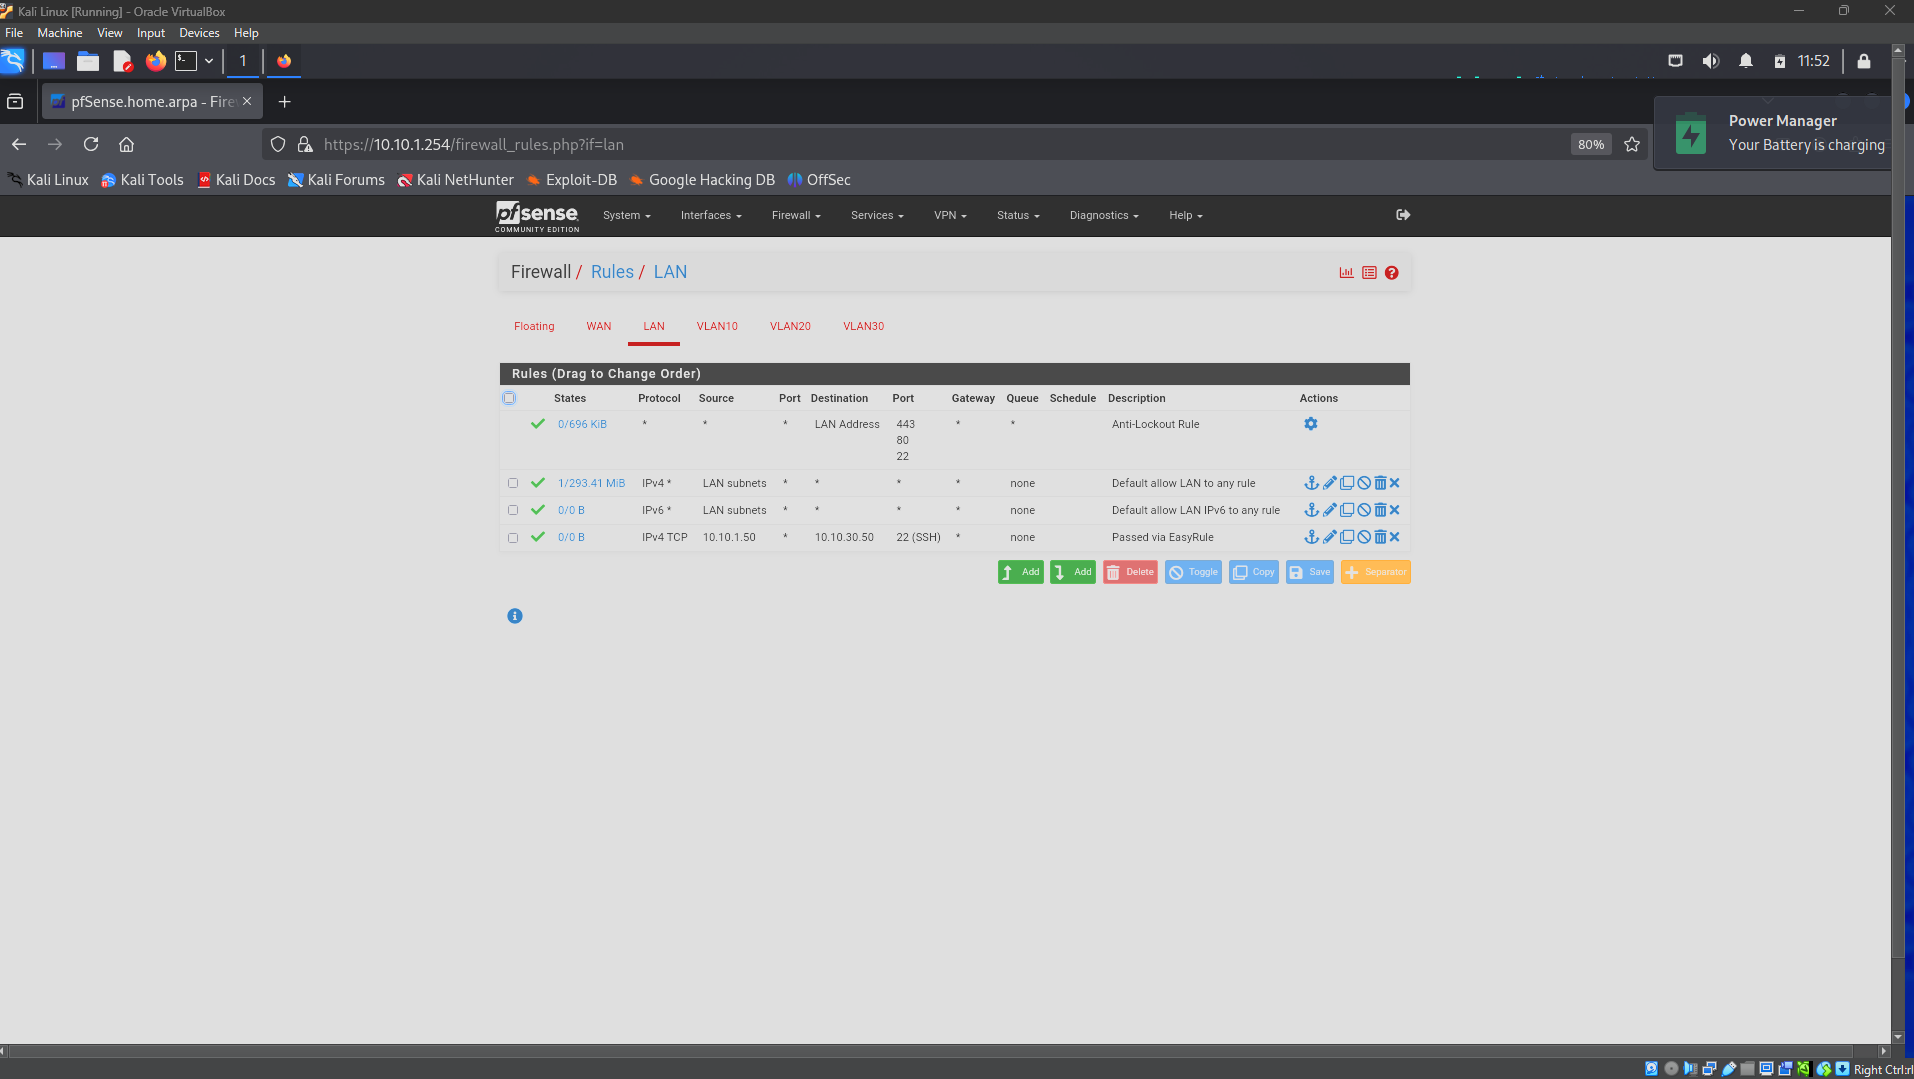 Kali Linux [Running] - Oracle VirtualBox
File Machine View Input Devices Help
1
11:52
pfSense.home.arpa - Fire
Power Manager
Your Battery is charging
https://10.10.1.254/firewall_rules.php?if=lan
80%
Kali Linux Kali Tools Kali Docs Kali Forums Kali NetHunter Exploit-DB Google Hacking DB OffSec
pfsense
COMMUNITY EDITION
System Interfaces Firewall Services VPN Status Diagnostics Help
Firewall / Rules / LAN
Floating WAN LAN VLAN10 VLAN20 VLAN30
Rules (Drag to Change Order)
States Protocol Source Port Destination Port Gateway Queue Schedule Description Actions
0/696 KiB * * * LAN Address 443 * * Anti-Lockout Rule
80
22
1/293.41 MiB IPv4 * LAN subnets * * * * none Default allow LAN to any rule
0/0 B IPv6 * LAN subnets * * * * none Default allow LAN IPv6 to any rule
0/0 B IPv4 TCP 10.10.1.50 * 10.10.30.50 22 (SSH) * none Passed via EasyRule
Add Add Delete Toggle Copy Save Separator
Right Ctrl